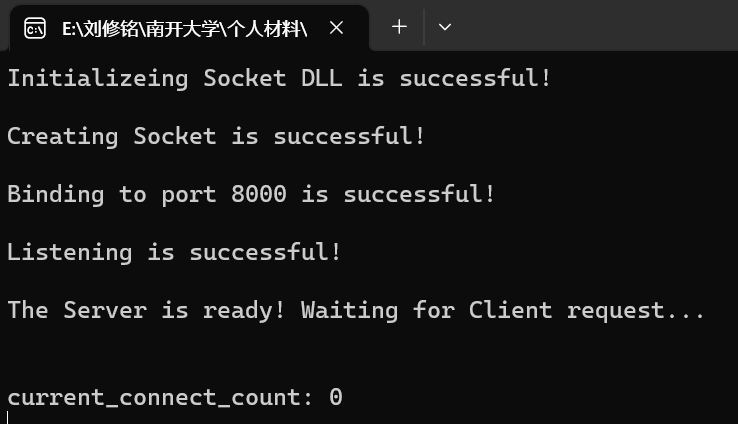 E:\刘修铭\南开大学\个人材料\
Initializeing Socket DLL is successful!
Creating Socket is successful!
Binding to port 8000 is successful!
Listening is successful!
The Server is ready! Waiting for Client request...
current_connect_count: 0